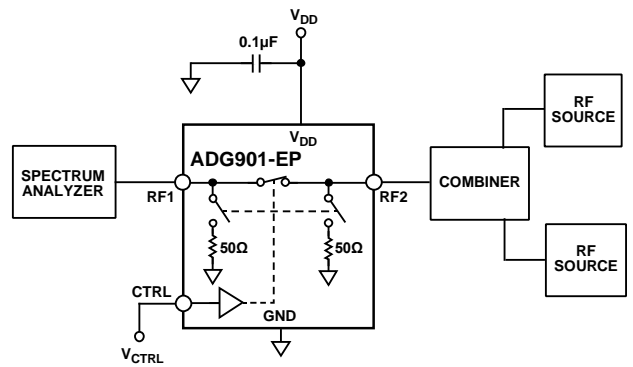 VDD
0.1µF
VDD
ADG901-EP
RF
SOURCE
SPECTRUM
ANALYZER
RF1
RF2
COMBINER
50Ω
50Ω
RF
SOURCE
CTRL
GND
VCTRL